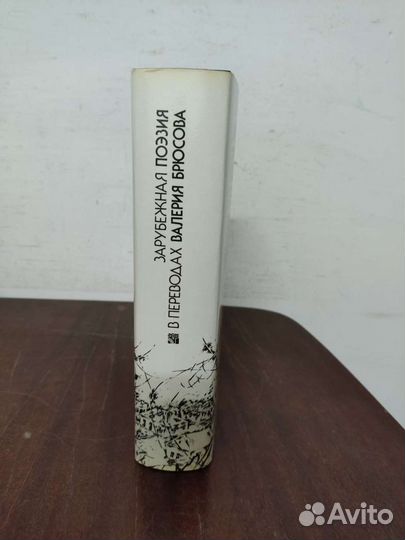 ЗАРУБЕЖНАЯ ПОЭЗИЯ
В ПЕРЕВОДАХ ВАЛЕРИЯ БРЮСОВА
Avito